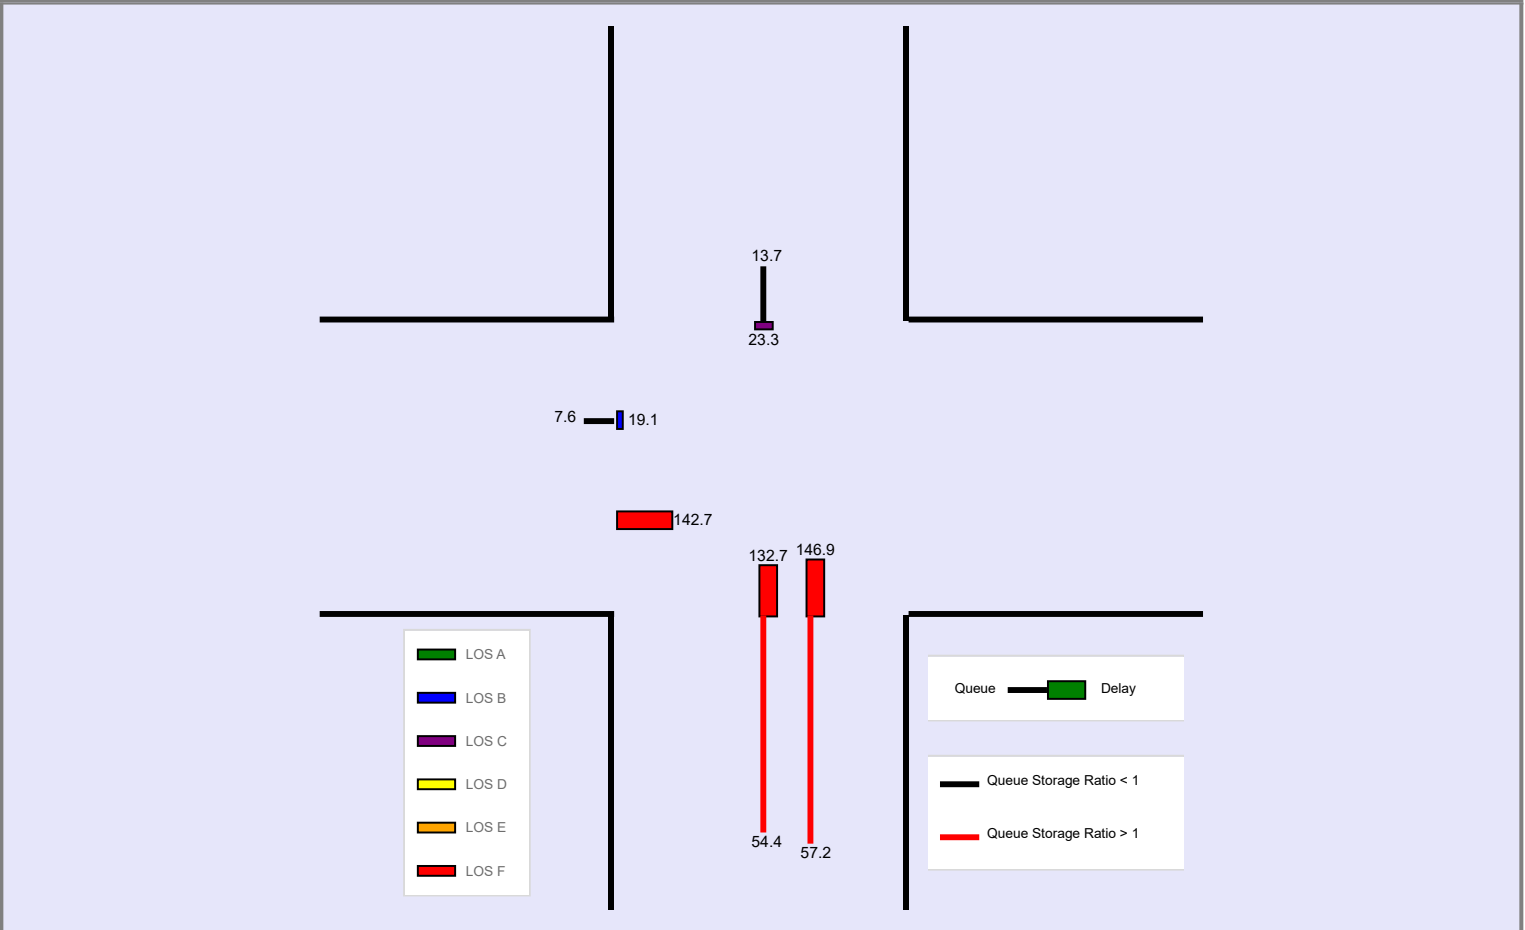 13.7
23.3
7.6
19.1
142.7
132.7
146.9
54.4
57.2
LOS A
LOS B
LOS C
LOS D
LOS E
LOS F
Queue
Delay
Queue Storage Ratio < 1
Queue Storage Ratio > 1